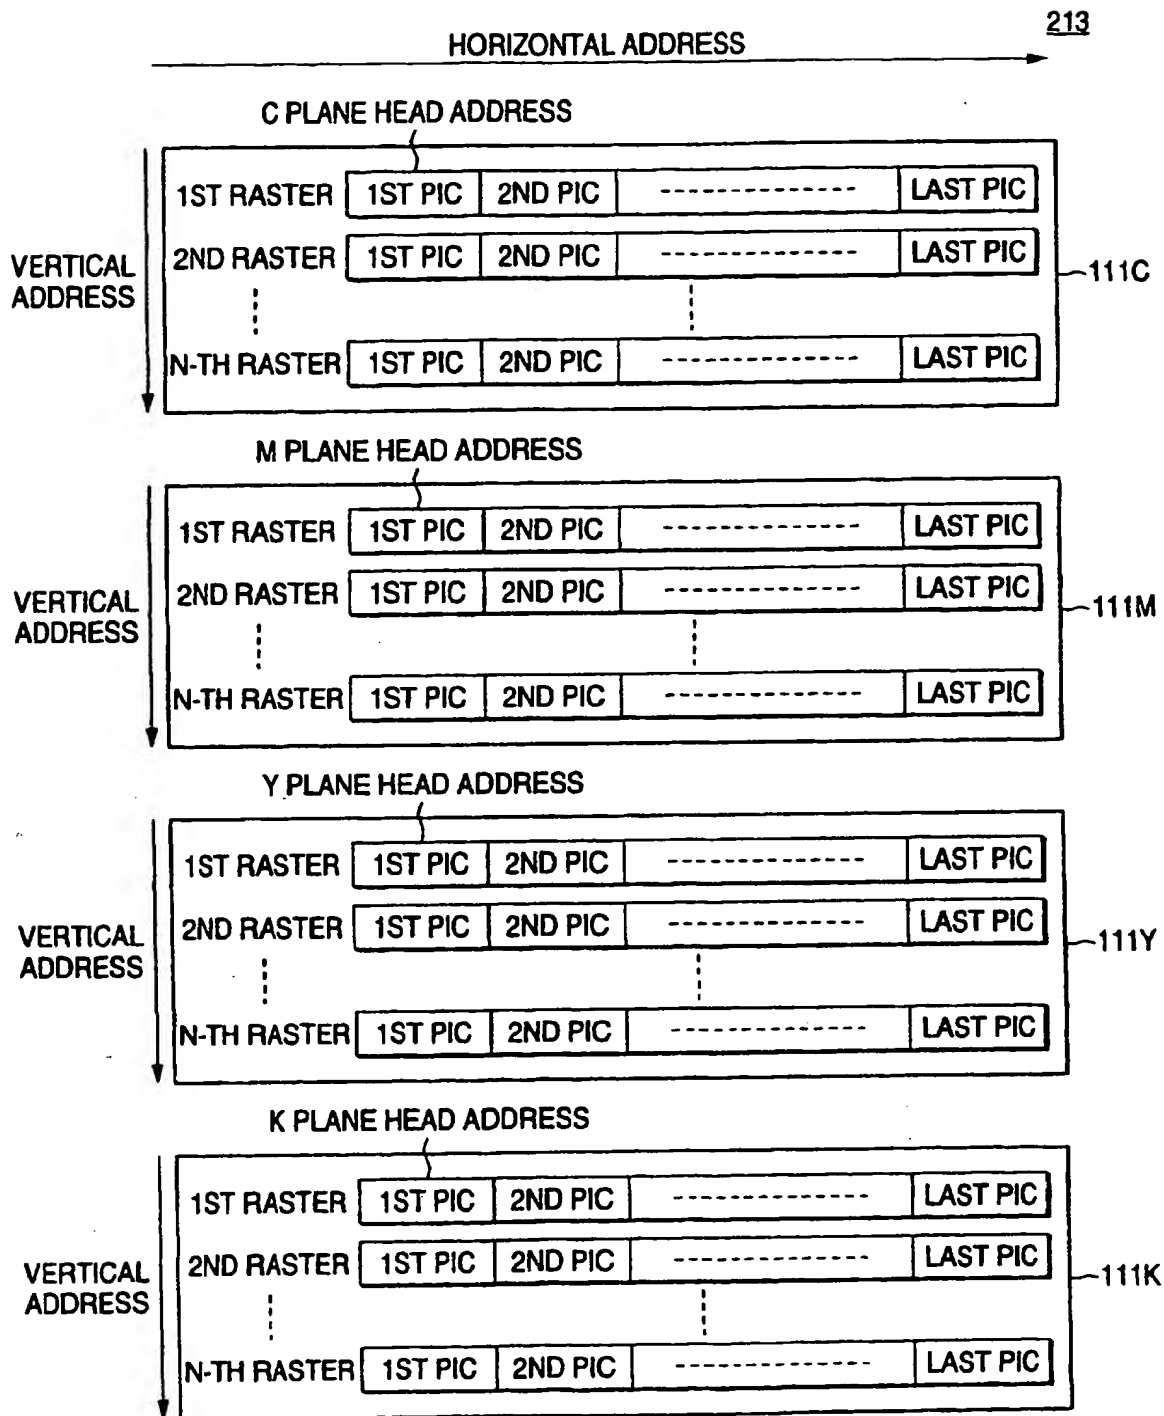 213
HORIZONTAL ADDRESS
C PLANE HEAD ADDRESS
1ST RASTER 1ST PIC 2ND PIC LAST PIC
2ND RASTER 1ST PIC 2ND PIC LAST PIC
VERTICAL
ADDRESS
111C
N-TH RASTER 1ST PIC 2ND PIC LAST PIC
M PLANE HEAD ADDRESS
1ST RASTER 1ST PIC 2ND PIC LAST PIC
2ND RASTER 1ST PIC 2ND PIC LAST PIC
VERTICAL
ADDRESS
111M
N-TH RASTER 1ST PIC 2ND PIC LAST PIC
Y PLANE HEAD ADDRESS
1ST RASTER 1ST PIC 2ND PIC LAST PIC
2ND RASTER 1ST PIC 2ND PIC LAST PIC
VERTICAL
ADDRESS
111Y
N-TH RASTER 1ST PIC 2ND PIC LAST PIC
K PLANE HEAD ADDRESS
1ST RASTER 1ST PIC 2ND PIC LAST PIC
2ND RASTER 1ST PIC 2ND PIC LAST PIC
VERTICAL
ADDRESS
111K
N-TH RASTER 1ST PIC 2ND PIC LAST PIC